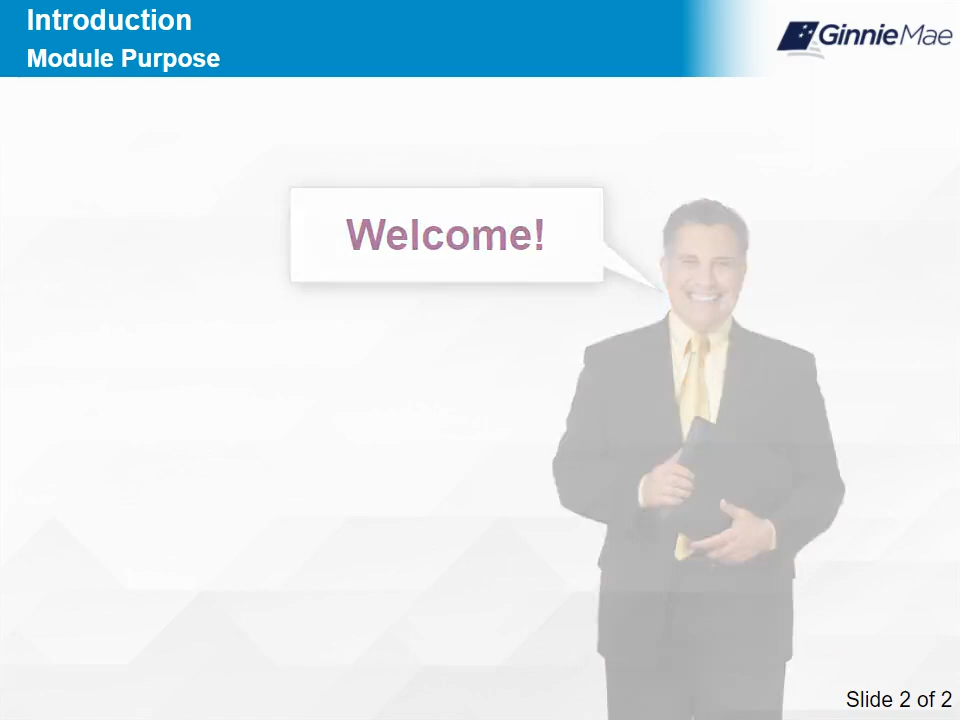 Introduction
Module Purpose
GinnieMae
Welcome!
Slide 2 of 2